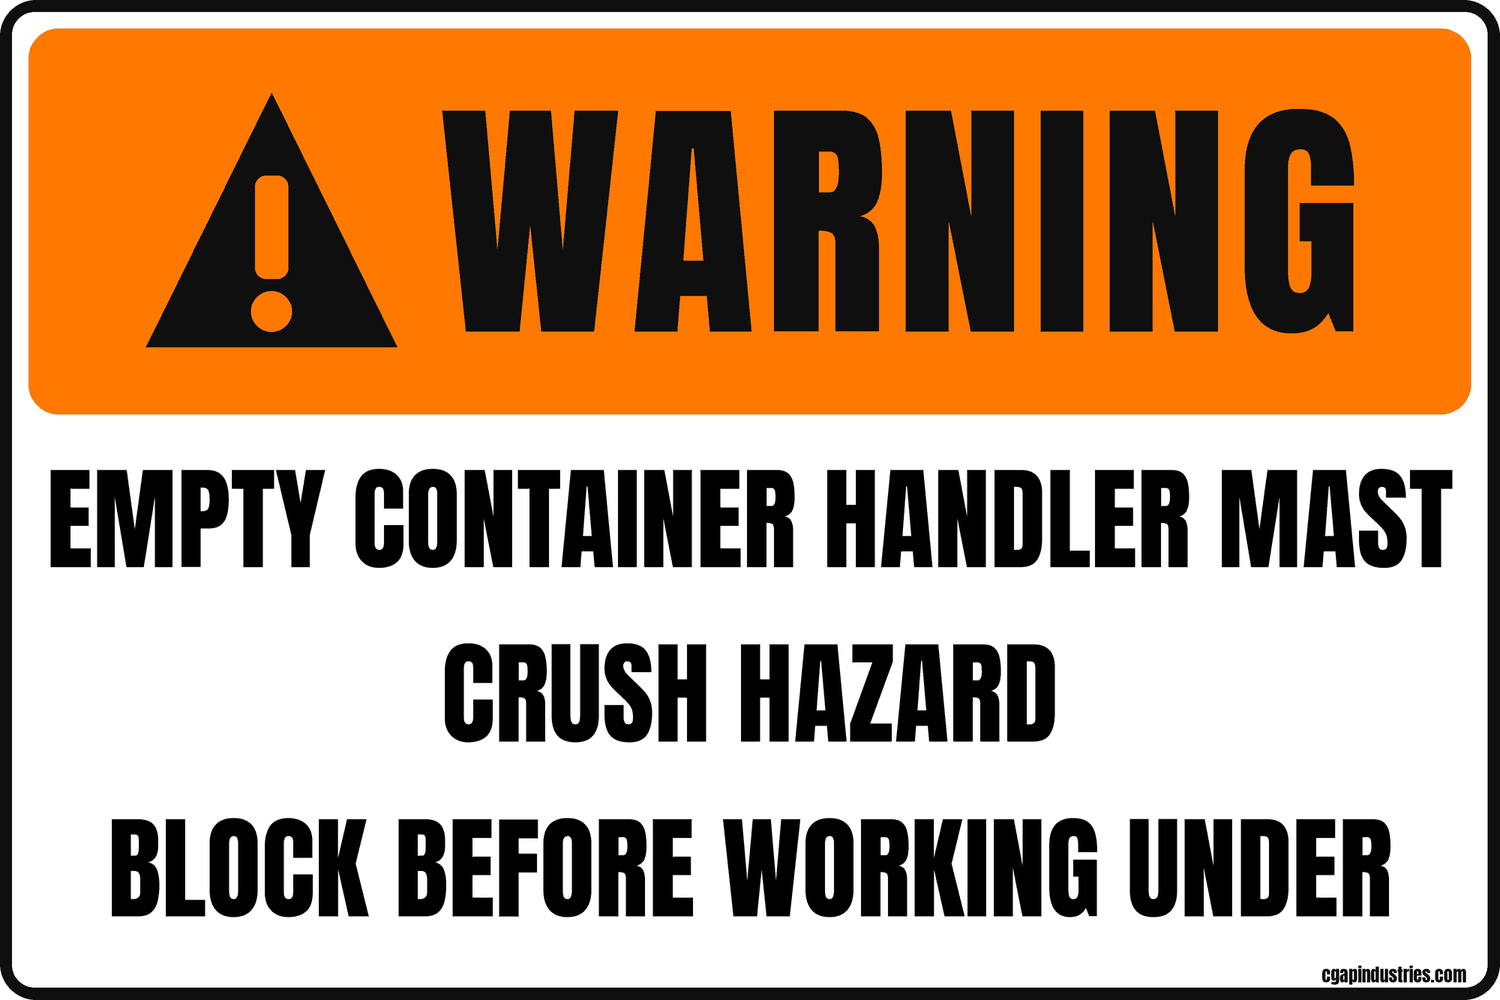 WARNING
EMPTY CONTAINER HANDLER MAST
CRUSH HAZARD
BLOCK BEFORE WORKING UNDER
cgapindustries.com